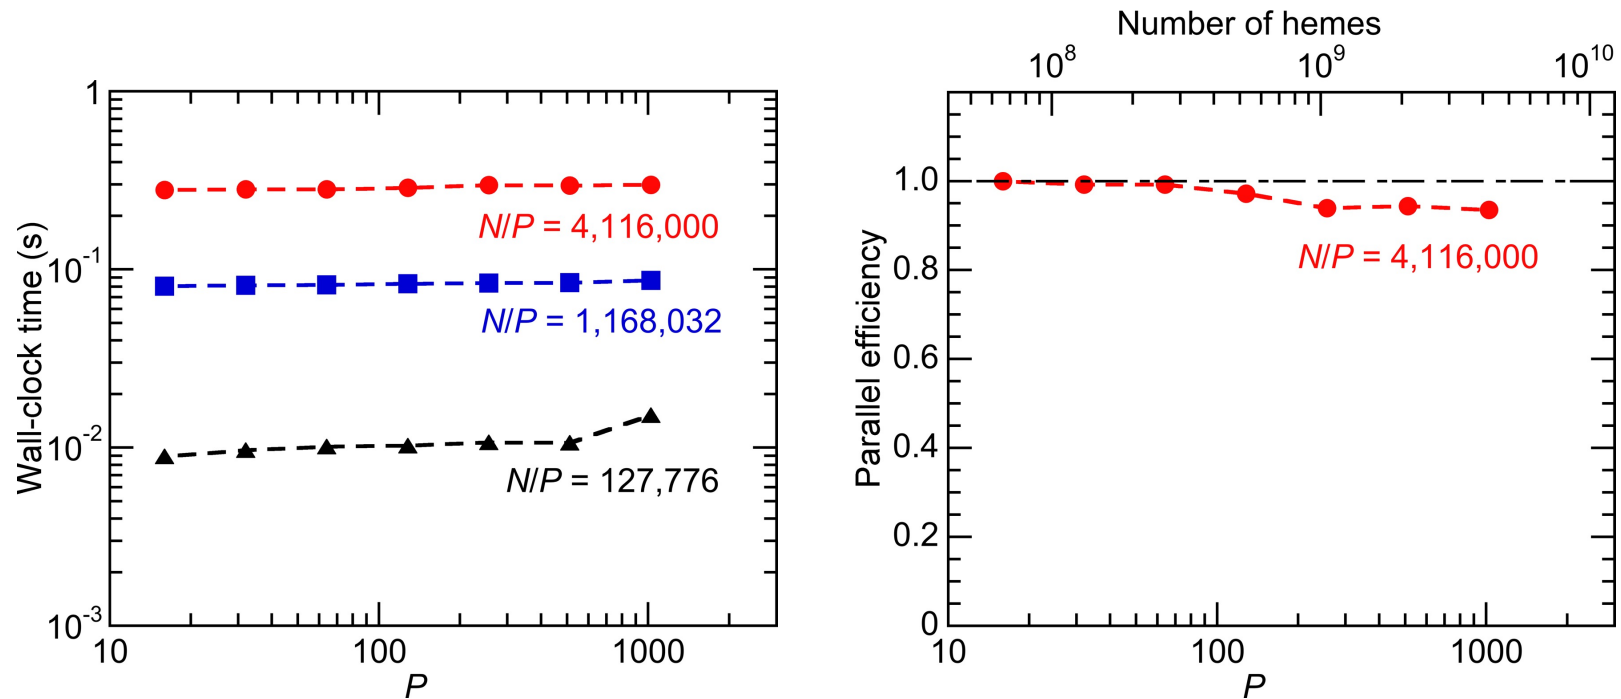 Wall-clock time (s)
1
10-1
10-2
10-3
N/P = 4,116,000
N/P = 1,168,032
N/P = 127,776
10
100
1000
P
Number of hemes
10^8
10^9
10^10
Parallel efficiency
1.0
0.8
0.6
0.4
0.2
0
N/P = 4,116,000
10
100
1000
P